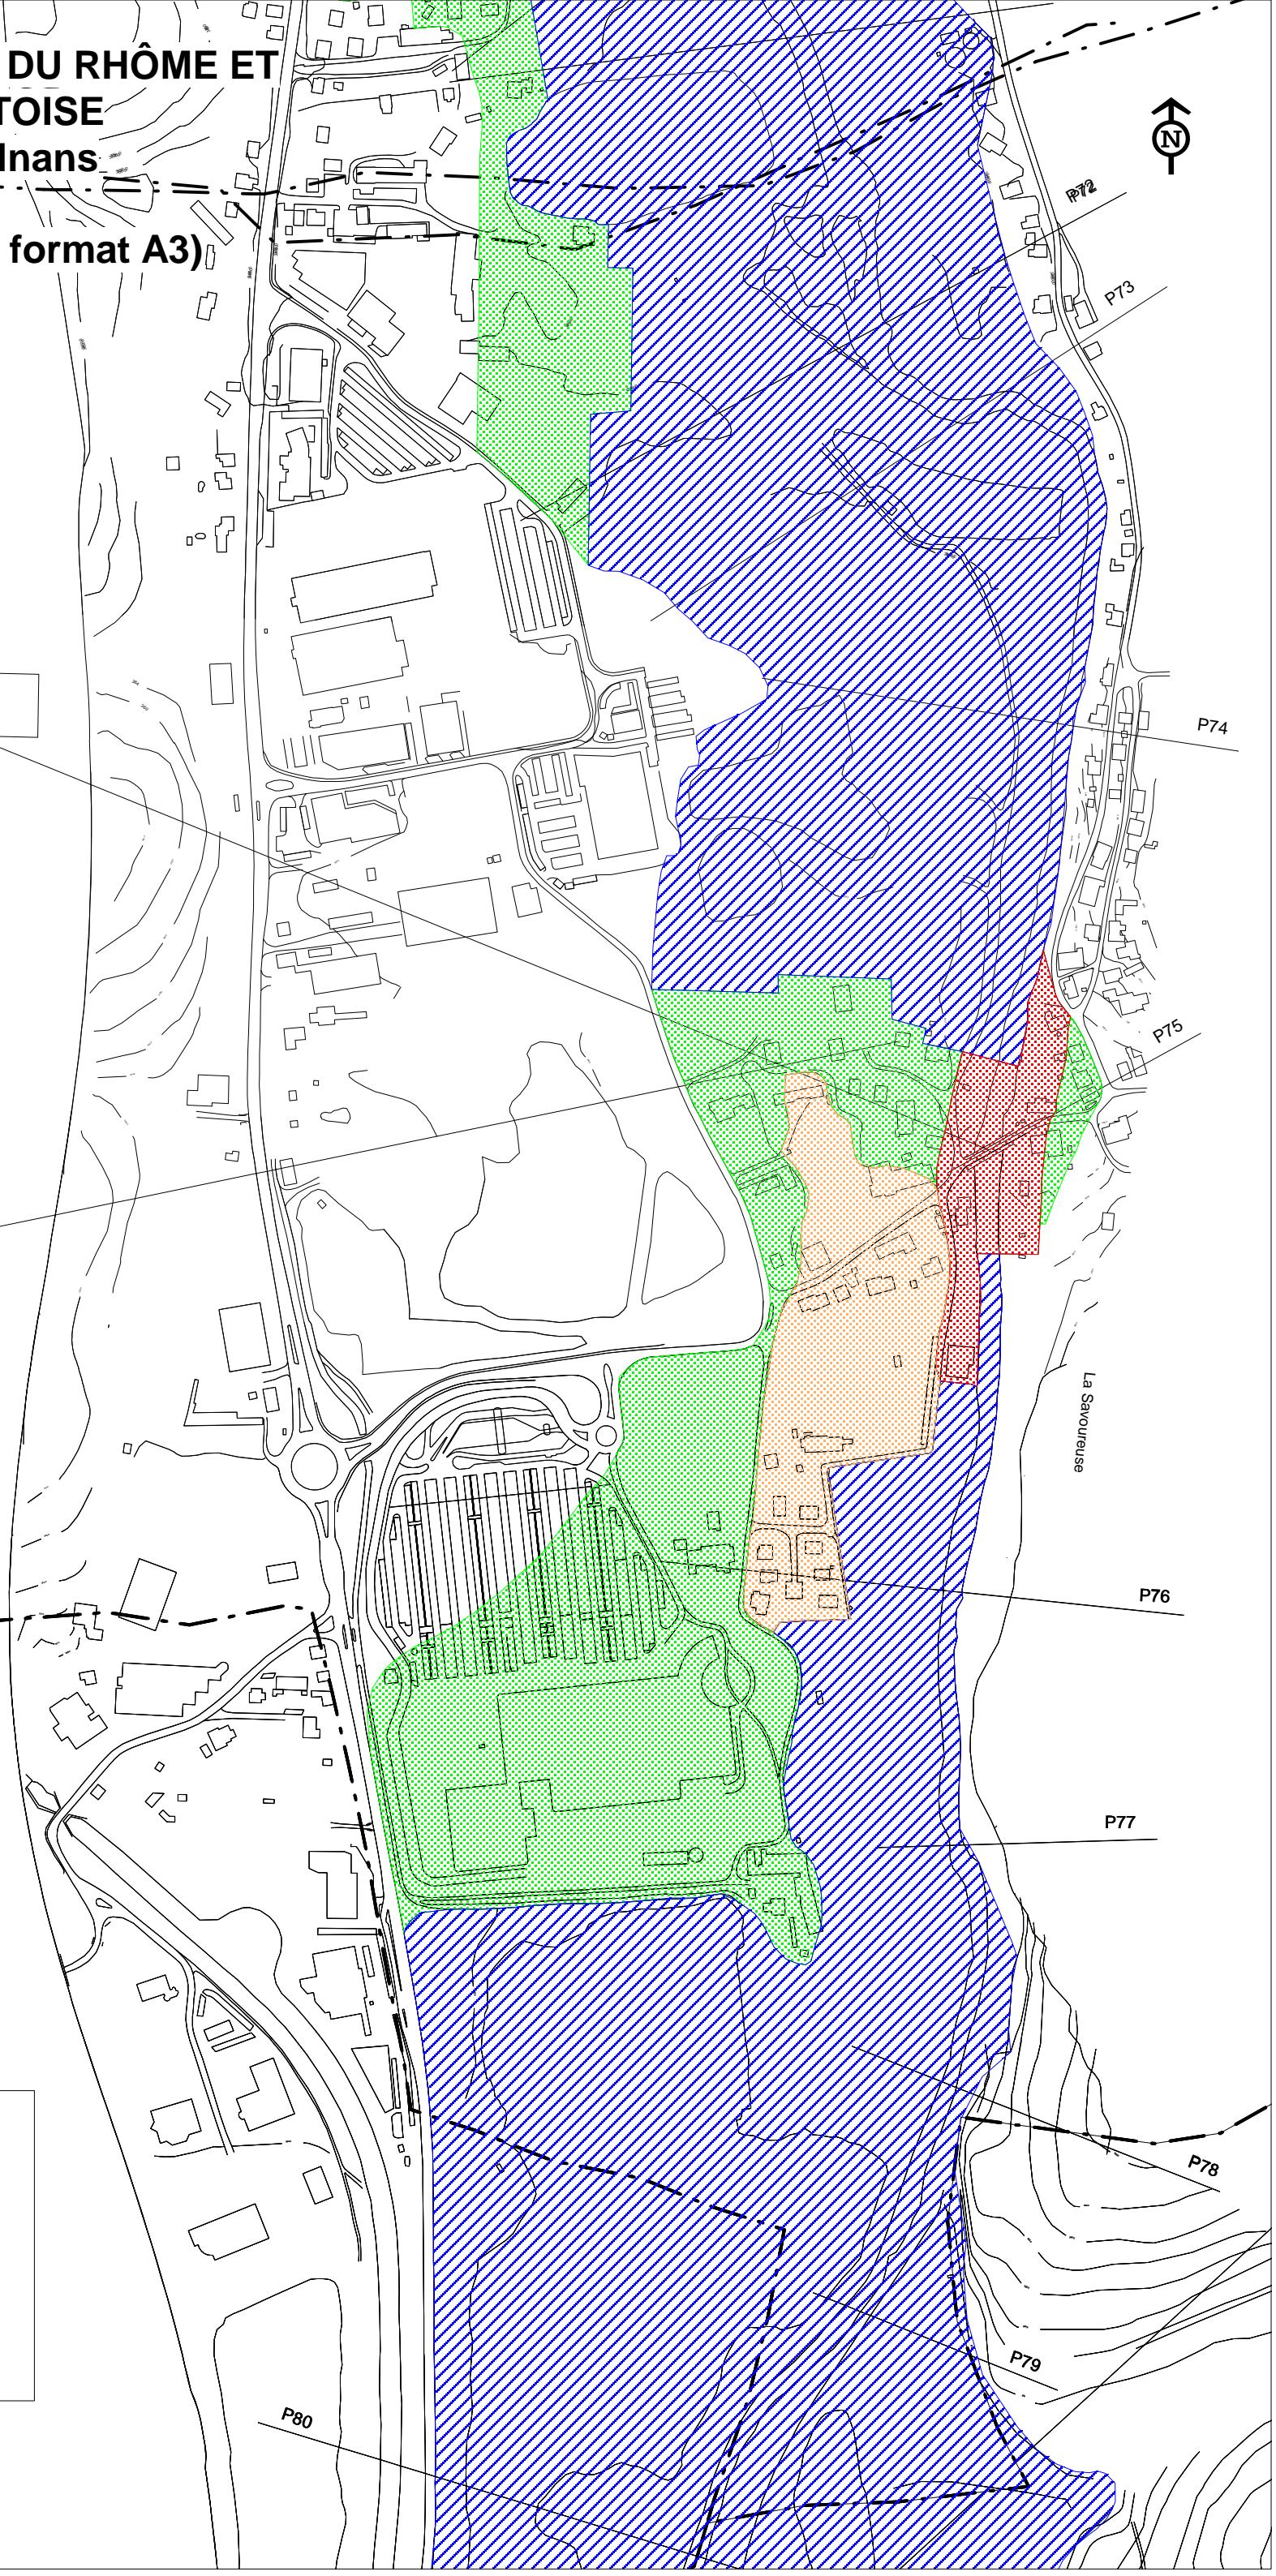 DU RHÔME ET
TOISE
lnans
format A3)
N
P72
P73
P74
P75
La Savoureuse
P76
P77
P78
P79
P80